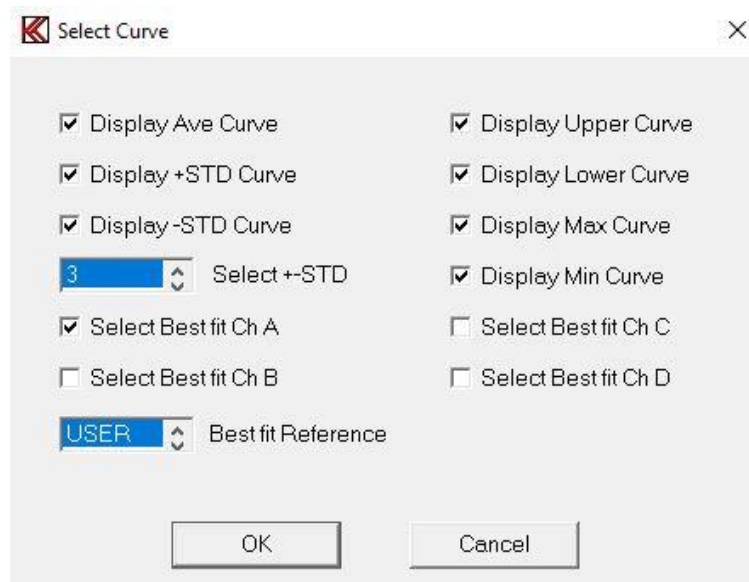 Select Curve
Display Ave Curve
Display Upper Curve
Display +STD Curve
Display Lower Curve
Display -STD Curve
Display Max Curve
3 Select +-STD
Display Min Curve
Select Best fit Ch A
Select Best fit Ch C
Select Best fit Ch B
Select Best fit Ch D
USER Best fit Reference
OK
Cancel